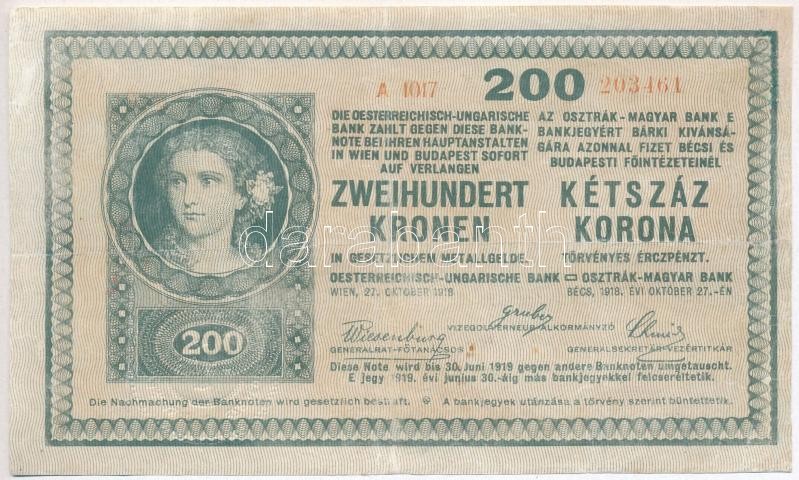 A 1017 200 203461
DIE OESTERREICHISCH-UNGARISCHE
BANK ZAHLT GEGEN DIESE BANK-
NOTE BEI IHREN HAUPTANSTALTEN
IN WIEN UND BUDAPEST SOFORT
AUF VERLANGEN
ZWEIHUNDERT
KRONEN
IN GESETZLICHEM METALLGELDE.
AZ OSZTRÁK-MAGYAR BANK E
BANKJEGYÉRT BÁRKI KIVÁNSÁ-
GÁRA AZONNAL FIZET BÉCSI ÉS
BUDAPESTI FŐINTÉZETEINÉL
KÉTSZÁZ
KORONA
TÖRVÉNYES ÉRCZPÉNZT.
OESTERREICHISCH-UNGARISCHE BANK OSZTRÁK-MAGYAR BANK
WIEN, 27. OKTOBER 1918 BÉCS, 1918. ÉVI OKTÓBER 27.-ÉN
Gruber
VIZEGOUVERNEUR ALKORMÁNYZÓ
Wiesenburg
GENERALRAT-FŐTANÁCSOS GENERALSEKRETÄR-VEZÉRTITKÁR
Diese Note wird bis 30. Juni 1919 gegen andere Banknoten umgetauscht.
E jegy 1919. évi junius 30.-áig más bankjegyekkel felcseréltetik.
Die Nachmachung der Banknoten wird gesetzlich bestraft. A bankjegyek utánzása a törvény szerint büntettetik.
200
darabanth